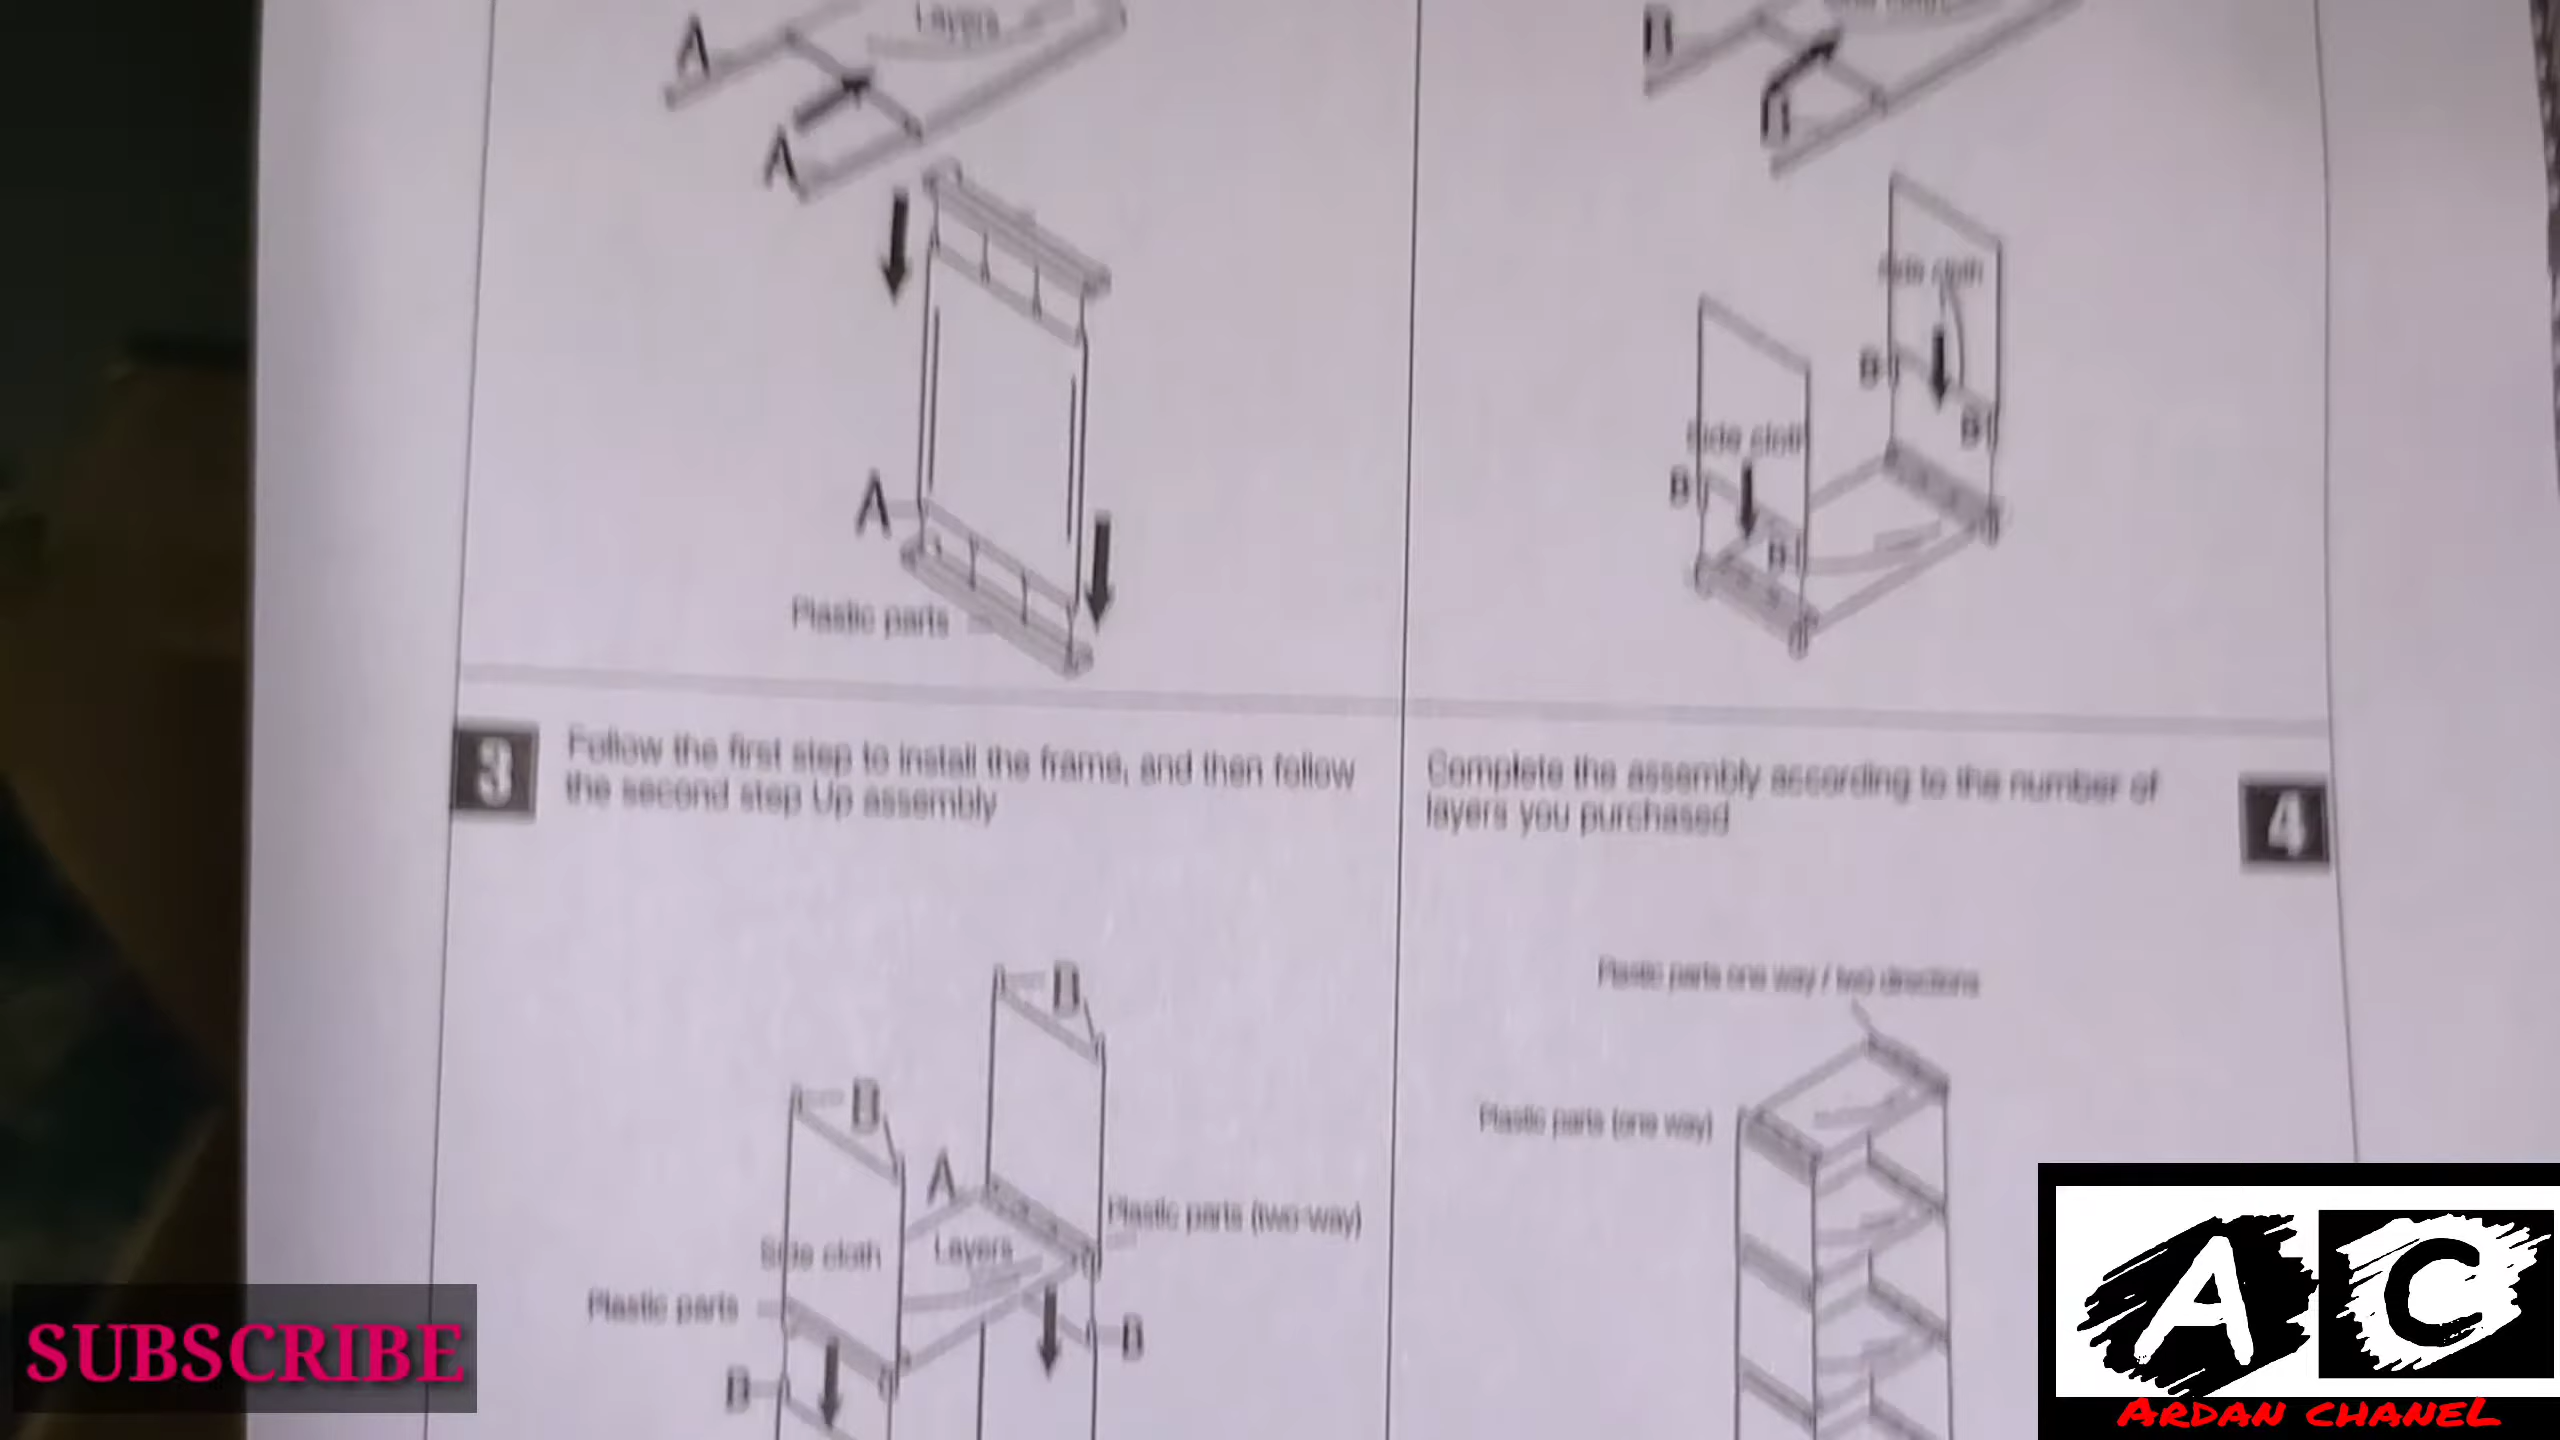 Layers
A
A
A
Plastic parts
B
B
Side cloth
B
B
Side cloth
B
B
3
Follow the first step to install the frame, and then follow
the second step Up assembly
Complete the assembly according to the number of
layers you purchased
4
B
B
A
Plastic parts (two-way)
Side cloth
Layers
Plastic parts
B
B
Plastic parts one way / two directions
Plastic parts (one way)
SUBSCRIBE
AC
ARDAN CHANEL